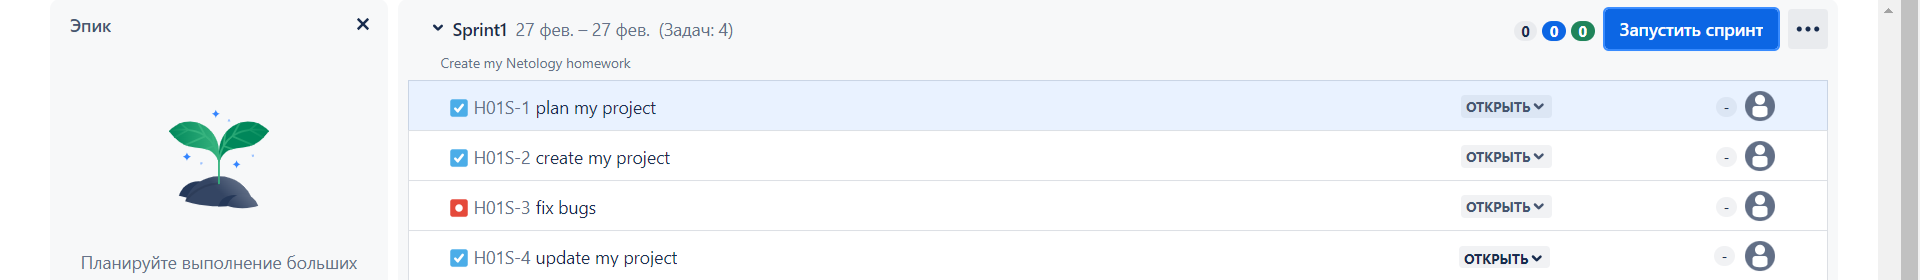 Эпик
Sprint1 27 фев. – 27 фев. (Задач: 4)
0 0 0 Запустить спринт
Create my Netology homework
H01S-1 plan my project ОТКРЫТЬ -
H01S-2 create my project ОТКРЫТЬ -
H01S-3 fix bugs ОТКРЫТЬ -
H01S-4 update my project ОТКРЫТЬ -
Планируйте выполнение больших